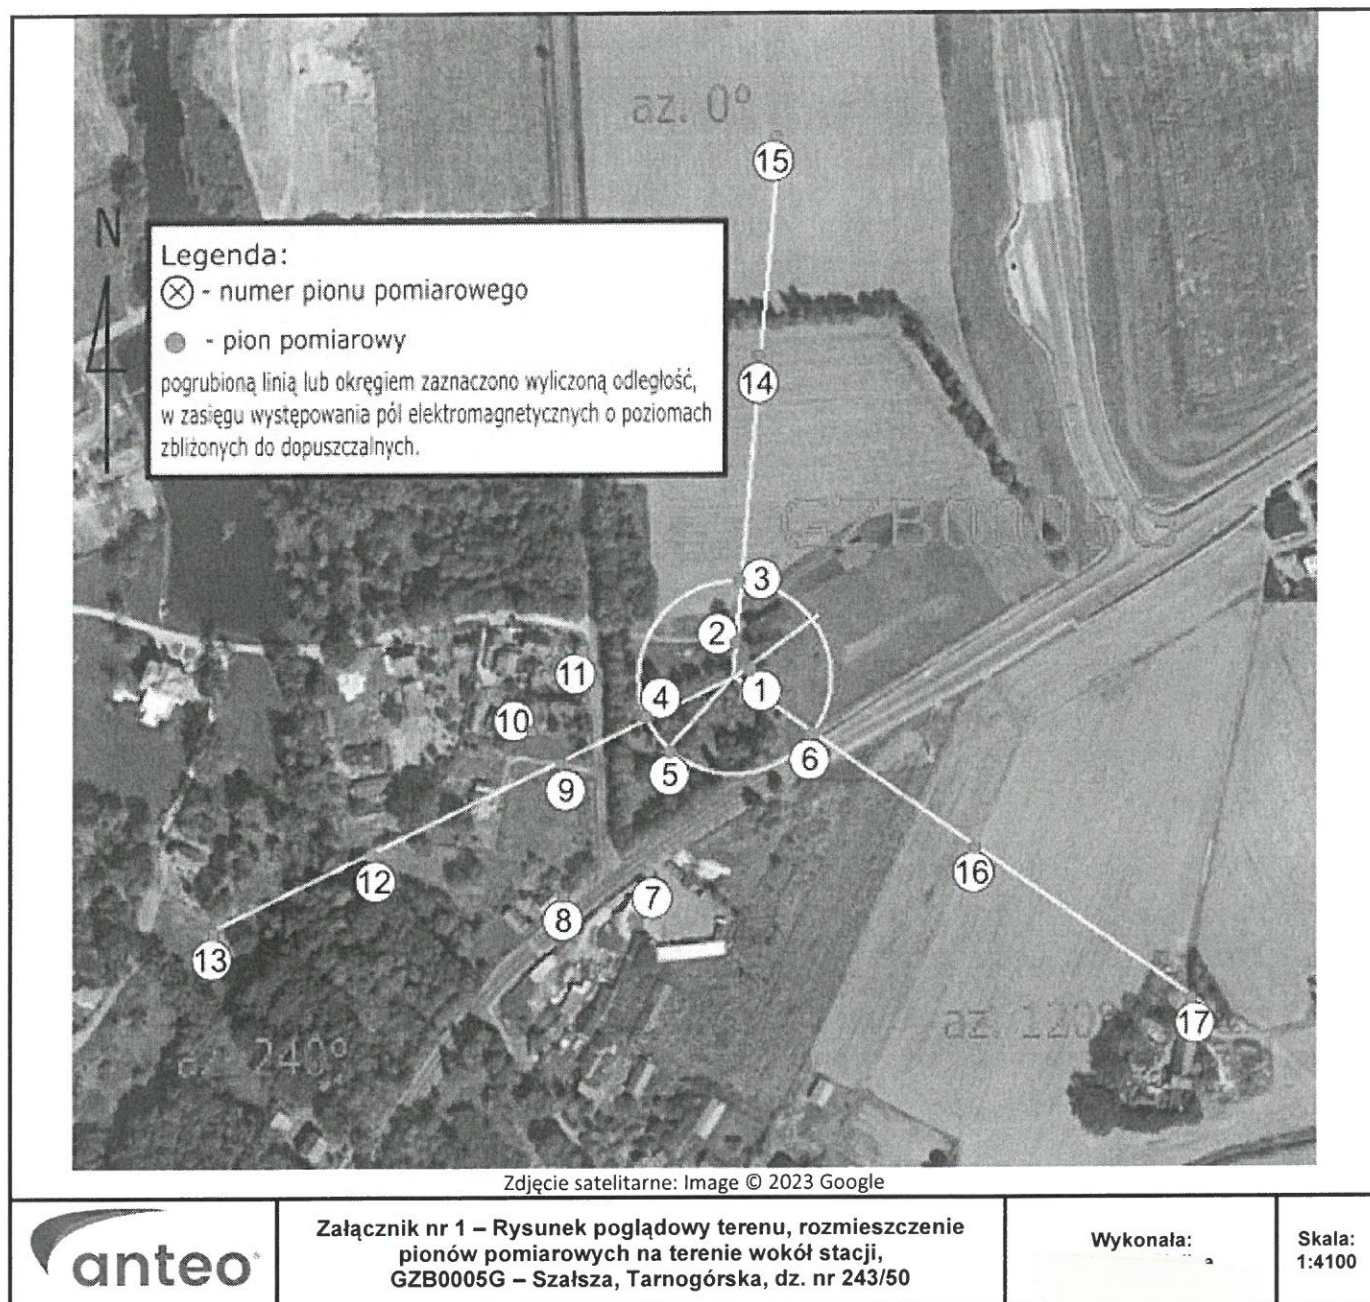 az. 0°
15
N
Legenda:
- numer pionu pomiarowego
- pion pomiarowy
pogrubioną linią lub okręgiem zaznaczono wyliczoną odległość,
w zasięgu występowania pól elektromagnetycznych o poziomach
zbliżonych do dopuszczalnych.
14
3
2
11
4
1
10
5
6
9
16
12
7
8
13
az. 120°
17
az. 240°
Zdjęcie satelitarne: Image © 2023 Google
anteo
Załącznik nr 1 – Rysunek poglądowy terenu, rozmieszczenie
pionów pomiarowych na terenie wokół stacji,
GZB0005G – Szałsza, Tarnogórska, dz. nr 243/50
Wykonała:
Skala:
1:4100